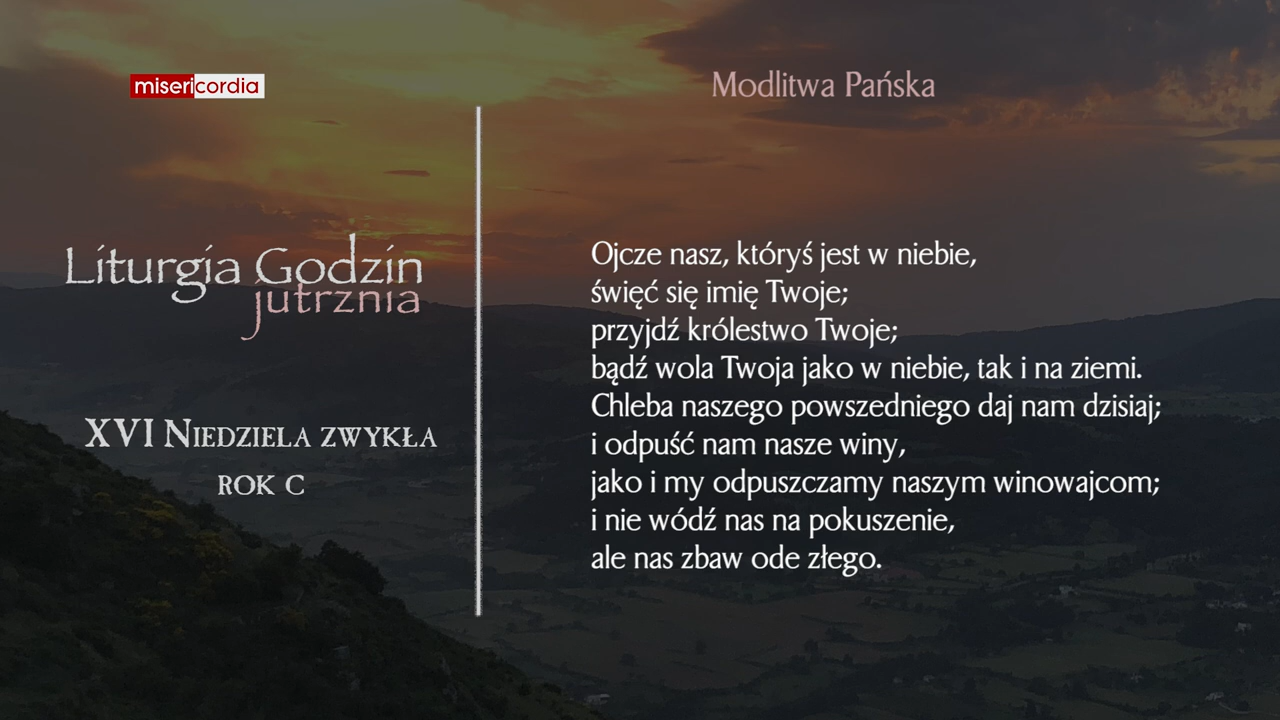 misericordia
Liturgia Godzin
jutrznia
XVI Niedziela zwykła
rok C
Modlitwa Pańska
Ojcze nasz, któryś jest w niebie,
święć się imię Twoje;
przyjdź królestwo Twoje;
bądź wola Twoja jako w niebie, tak i na ziemi.
Chleba naszego powszedniego daj nam dzisiaj;
i odpuść nam nasze winy,
jako i my odpuszczamy naszym winowajcom;
i nie wódź nas na pokuszenie,
ale nas zbaw ode złego.